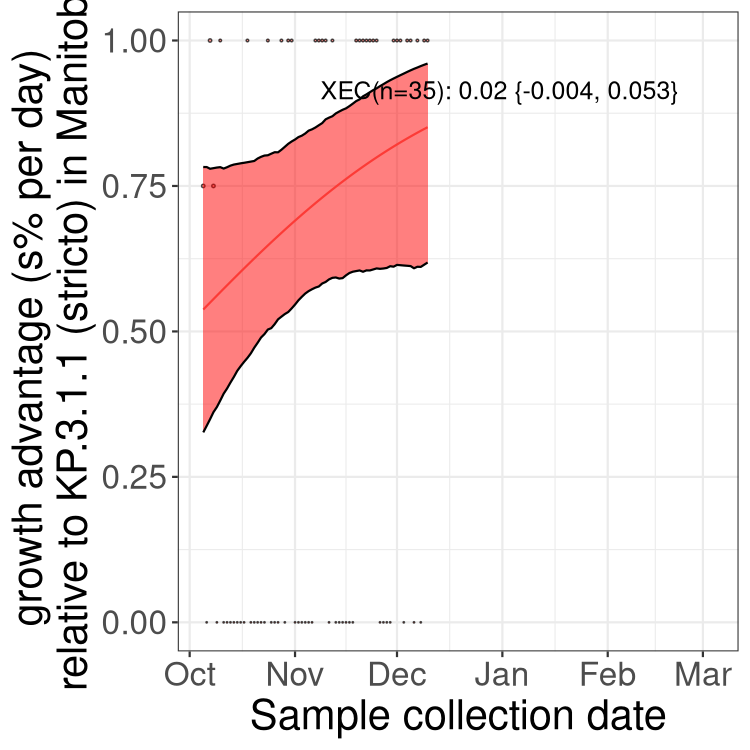 growth advantage (s% per day)
relative to KP.3.1.1 (stricto) in Manitob
1.00
0.75
0.50
0.25
0.00
XEC(n=35): 0.02 {-0.004, 0.053}
Oct Nov Dec Jan Feb Mar
Sample collection date